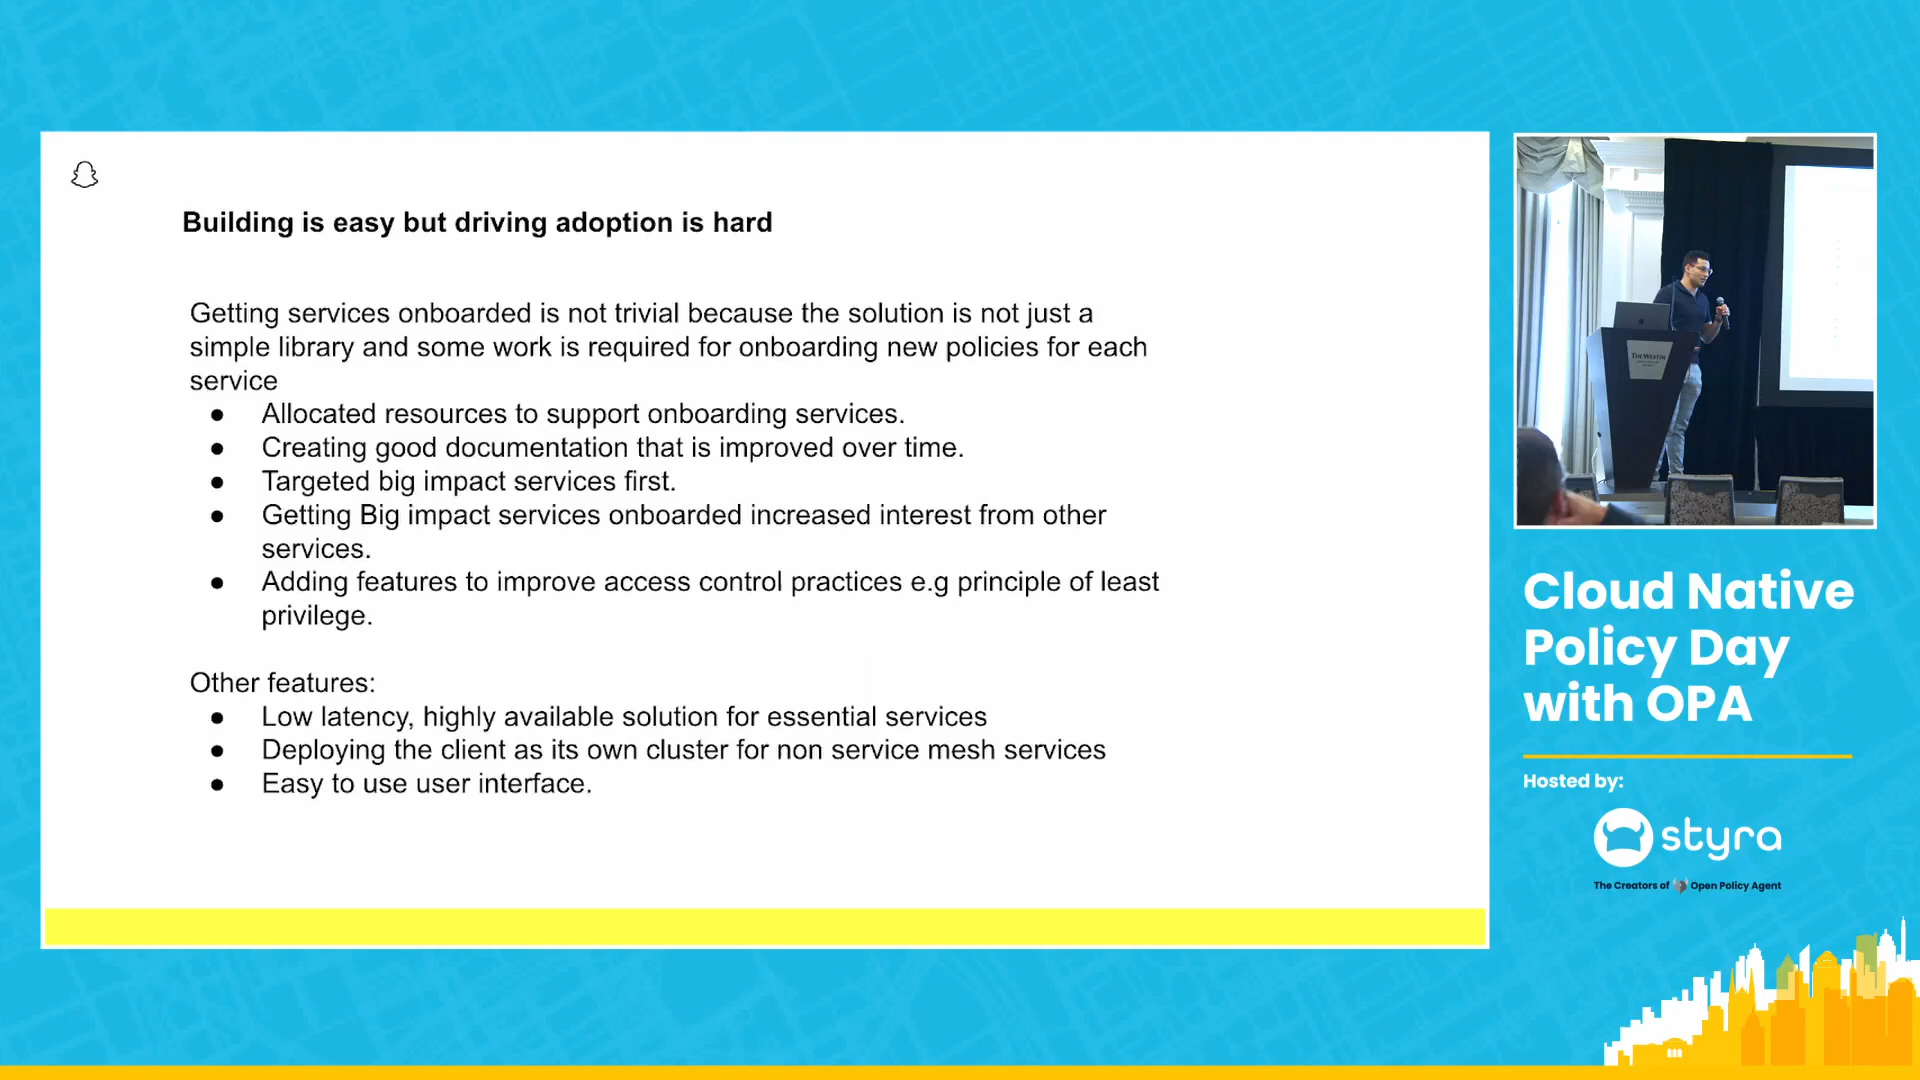 Building is easy but driving adoption is hard
Getting services onboarded is not trivial because the solution is not just a
simple library and some work is required for onboarding new policies for each
service
● Allocated resources to support onboarding services.
● Creating good documentation that is improved over time.
● Targeted big impact services first.
● Getting Big impact services onboarded increased interest from other
services.
● Adding features to improve access control practices e.g principle of least
privilege.
Other features:
● Low latency, highly available solution for essential services
● Deploying the client as its own cluster for non service mesh services
● Easy to use user interface.
THE WESTIN
Cloud Native
Policy Day
with OPA
Hosted by:
styra
The Creators of Open Policy Agent